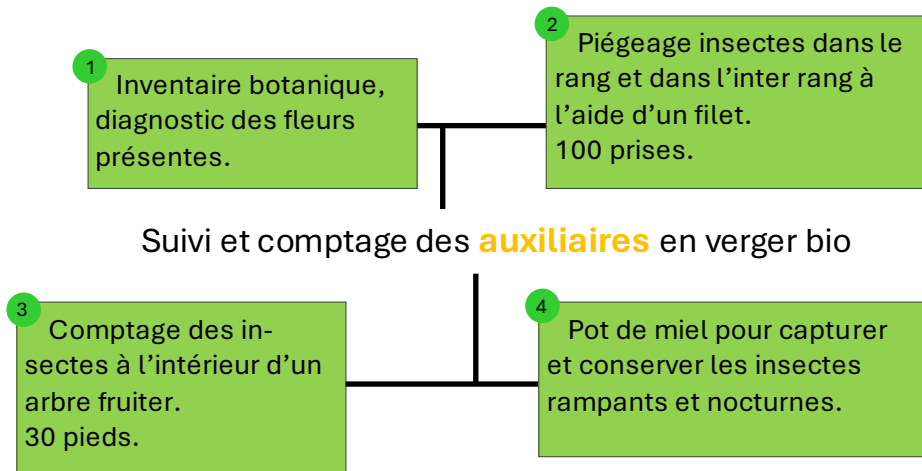 1
Inventaire botanique,
diagnostic des fleurs
présentes.
2
Piégeage insectes dans le
rang et dans l’inter rang à
l’aide d’un filet.
100 prises.
Suivi et comptage des auxiliaires en verger bio
3
Comptage des in-
sectes à l’intérieur d’un
arbre fruiter.
30 pieds.
4
Pot de miel pour capturer
et conserver les insectes
rampants et nocturnes.